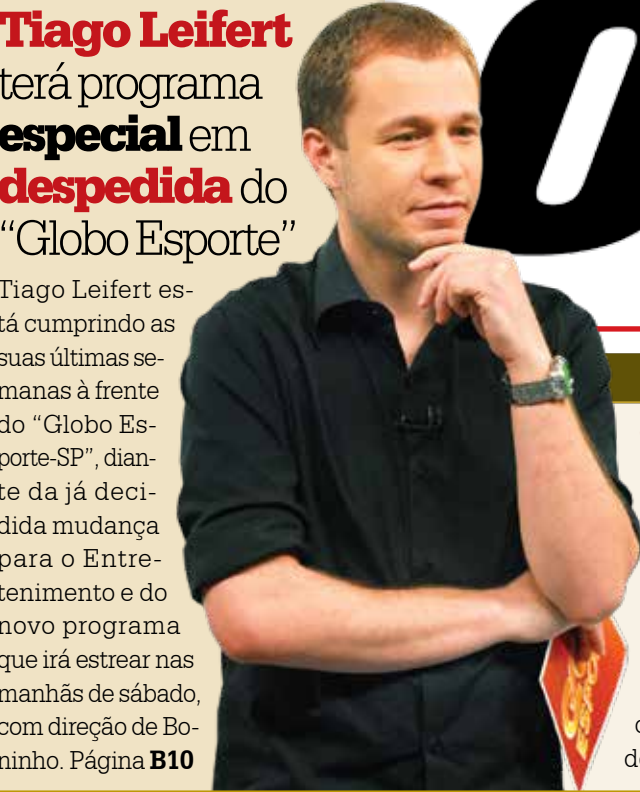 Tiago Leifert
terá programa
especial em
despedida do
“Globo Esporte”
Tiago Leifert es-
tá cumprindo as
suas últimas se-
manas à frente
do “Globo Es-
porte-SP”, dian-
te da já deci-
dida mudança
para o Entre-
tenimento e do
novo programa
que irá estrear nas
manhãs de sábado,
com direção de Bo-
ninho. Página B10